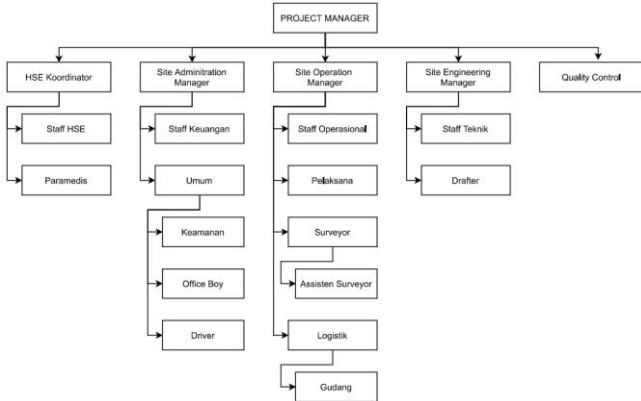 PROJECT MANAGER
HSE Koordinator
Site Adminitration
Manager
Site Operation
Manager
Site Engineering
Manager
Quality Control
Staff HSE
Staff Keuangan
Staff Operasional
Staff Teknik
Paramedis
Umum
Pelaksana
Drafter
Keamanan
Surveyor
Office Boy
Assisten Surveyor
Driver
Logistik
Gudang